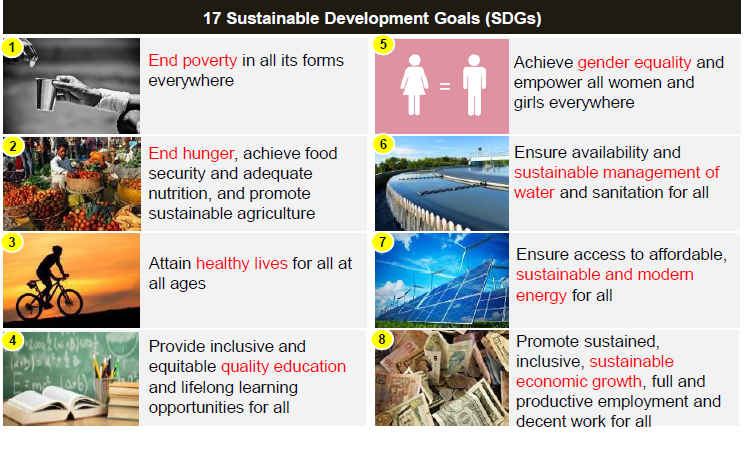 17 Sustainable Development Goals (SDGs)
1
End poverty in all its forms
everywhere
2
End hunger, achieve food
security and adequate
nutrition, and promote
sustainable agriculture
3
Attain healthy lives for all at
all ages
4
Provide inclusive and
equitable quality education
and lifelong learning
opportunities for all
5
=
Achieve gender equality and
empower all women and
girls everywhere
6
Ensure availability and
sustainable management of
water and sanitation for all
7
Ensure access to affordable,
sustainable and modern
energy for all
8
Promote sustained,
inclusive, sustainable
economic growth, full and
productive employment and
decent work for all